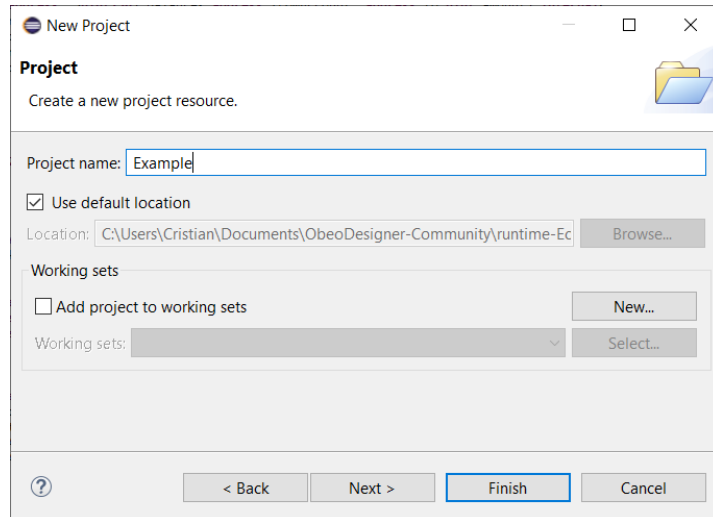 New Project
Project
Create a new project resource.
Project name: Example
Use default location
Location: C:\Users\Cristian\Documents\ObeoDesigner-Community\runtime-Ec Browse...
Working sets
Add project to working sets New...
Working sets: Select...
? < Back Next > Finish Cancel